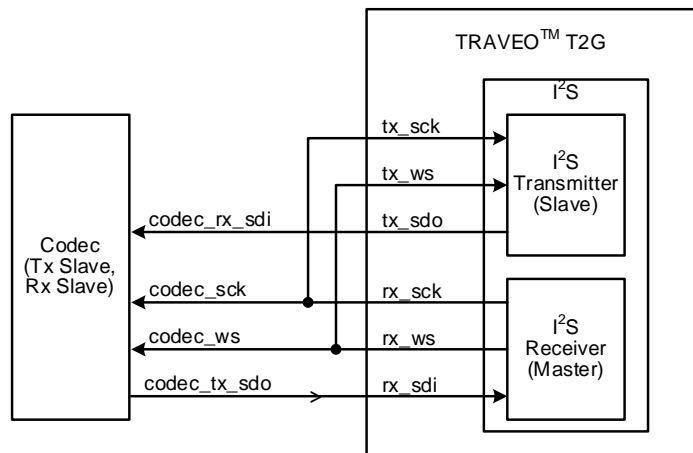 TRAVEO™ T2G
I²S
tx_sck
I²S
Transmitter
(Slave)
tx_ws
codec_rx_sdi
tx_sdo
Codec
(Tx Slave,
Rx Slave)
codec_sck
rx_sck
I²S
Receiver
(Master)
codec_ws
rx_ws
codec_tx_sdo
rx_sdi